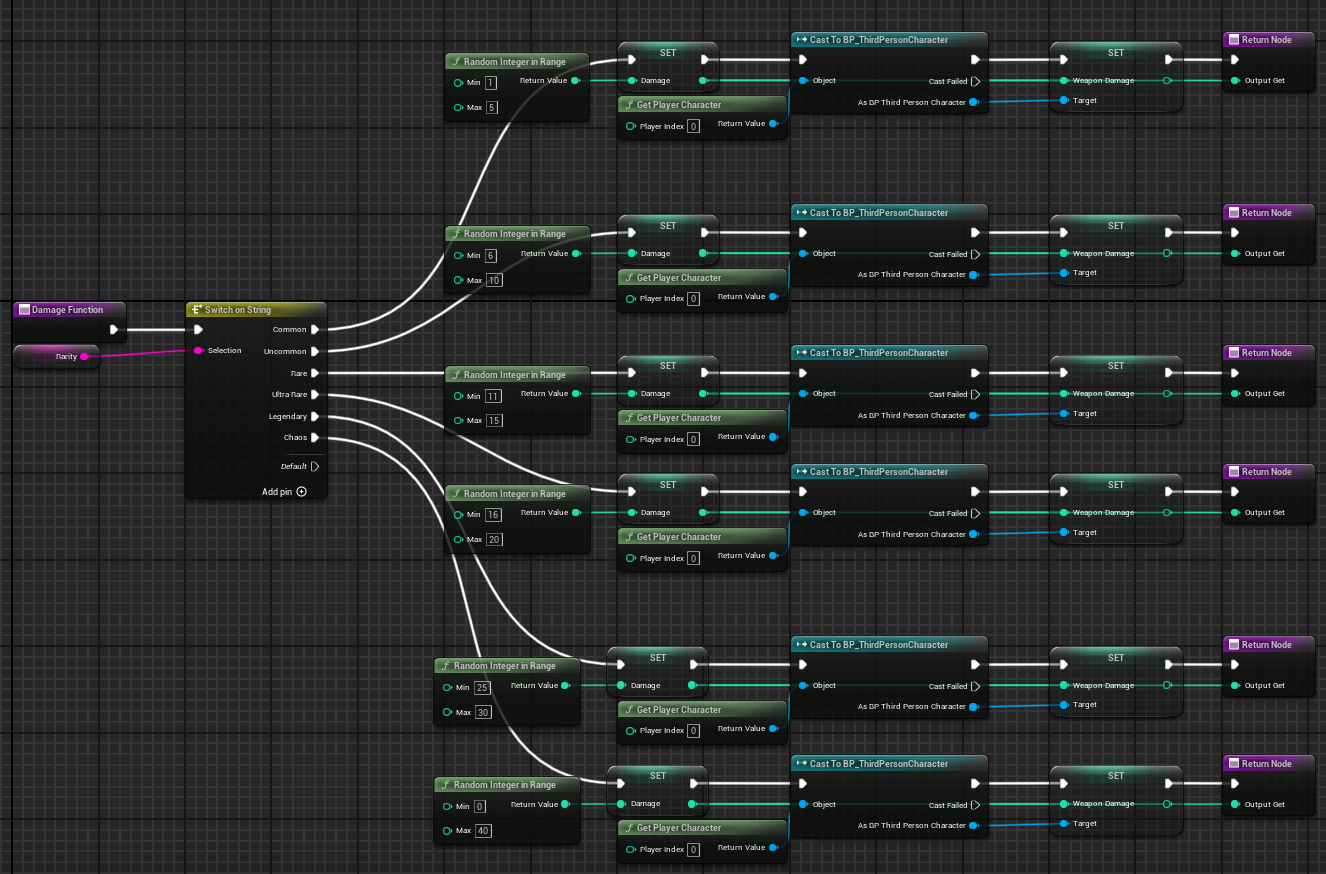 Damage Function
Rarity
Switch on String
Selection
Common
Uncommon
Rare
Ultra Rare
Legendary
Chaos
Default
Add pin
Random Integer in Range
Min 1
Max 5
Return Value
SET
Damage
Get Player Character
Player Index 0
Return Value
Cast To BP_ThirdPersonCharacter
Object
Cast Failed
As BP Third Person Character
SET
Weapon Damage
Target
Return Node
Output Get
Random Integer in Range
Min 6
Max 10
Return Value
SET
Damage
Get Player Character
Player Index 0
Return Value
Cast To BP_ThirdPersonCharacter
Object
Cast Failed
As BP Third Person Character
SET
Weapon Damage
Target
Return Node
Output Get
Random Integer in Range
Min 11
Max 15
Return Value
SET
Damage
Get Player Character
Player Index 0
Return Value
Cast To BP_ThirdPersonCharacter
Object
Cast Failed
As BP Third Person Character
SET
Weapon Damage
Target
Return Node
Output Get
Random Integer in Range
Min 16
Max 20
Return Value
SET
Damage
Get Player Character
Player Index 0
Return Value
Cast To BP_ThirdPersonCharacter
Object
Cast Failed
As BP Third Person Character
SET
Weapon Damage
Target
Return Node
Output Get
Random Integer in Range
Min 25
Max 30
Return Value
SET
Damage
Get Player Character
Player Index 0
Return Value
Cast To BP_ThirdPersonCharacter
Object
Cast Failed
As BP Third Person Character
SET
Weapon Damage
Target
Return Node
Output Get
Random Integer in Range
Min 0
Max 40
Return Value
SET
Damage
Get Player Character
Player Index 0
Return Value
Cast To BP_ThirdPersonCharacter
Object
Cast Failed
As BP Third Person Character
SET
Weapon Damage
Target
Return Node
Output Get